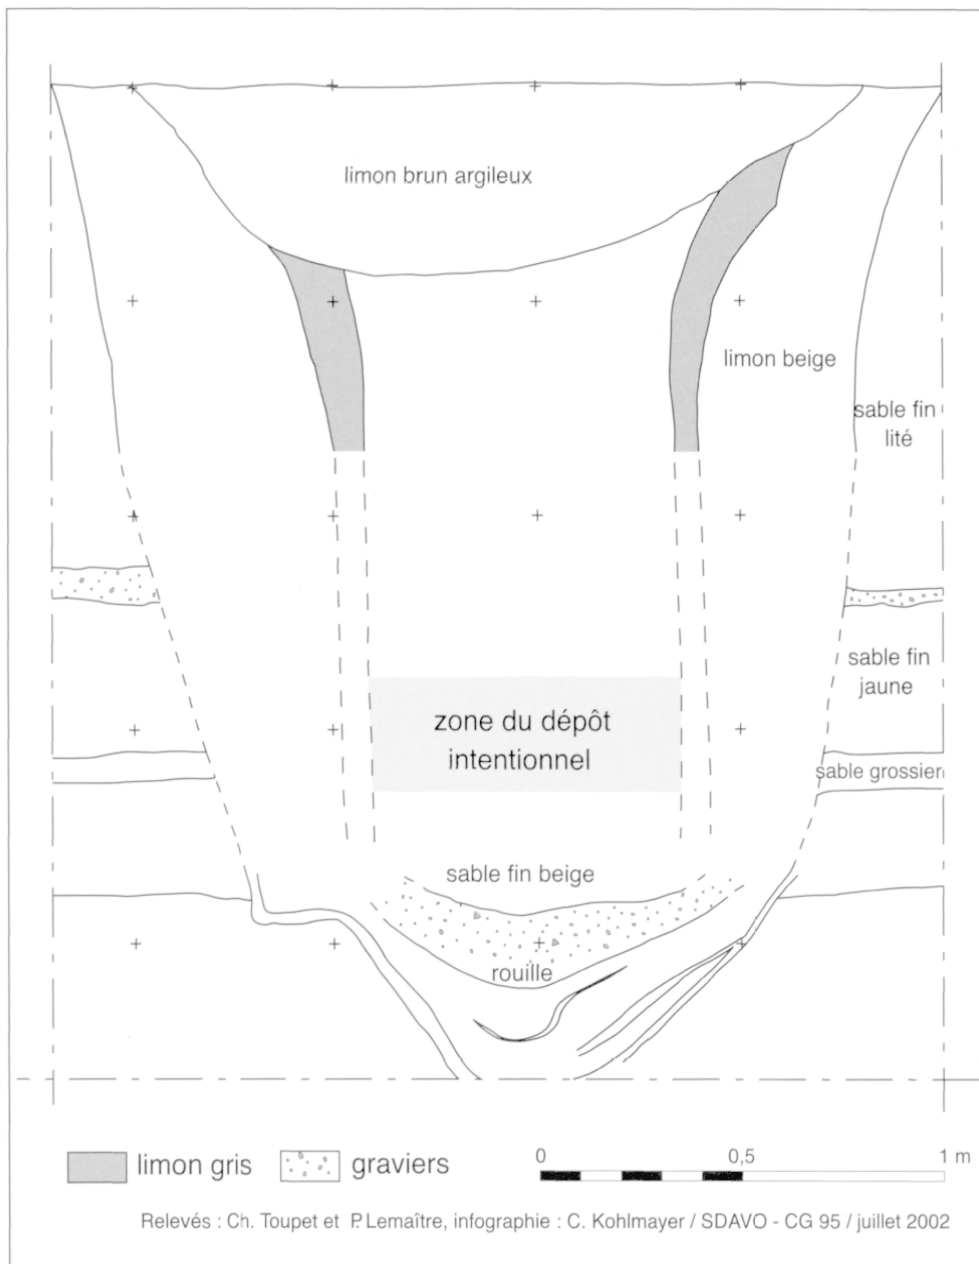 limon brun argileux
limon beige
sable fin
lité
sable fin
jaune
zone du dépôt
intentionnel
sable grossier
sable fin beige
rouille
limon gris
graviers
0 0,5 1 m
Relevés : Ch. Toupet et P. Lemaître, infographie : C. Kohlmayer / SDAVO - CG 95 / juillet 2002